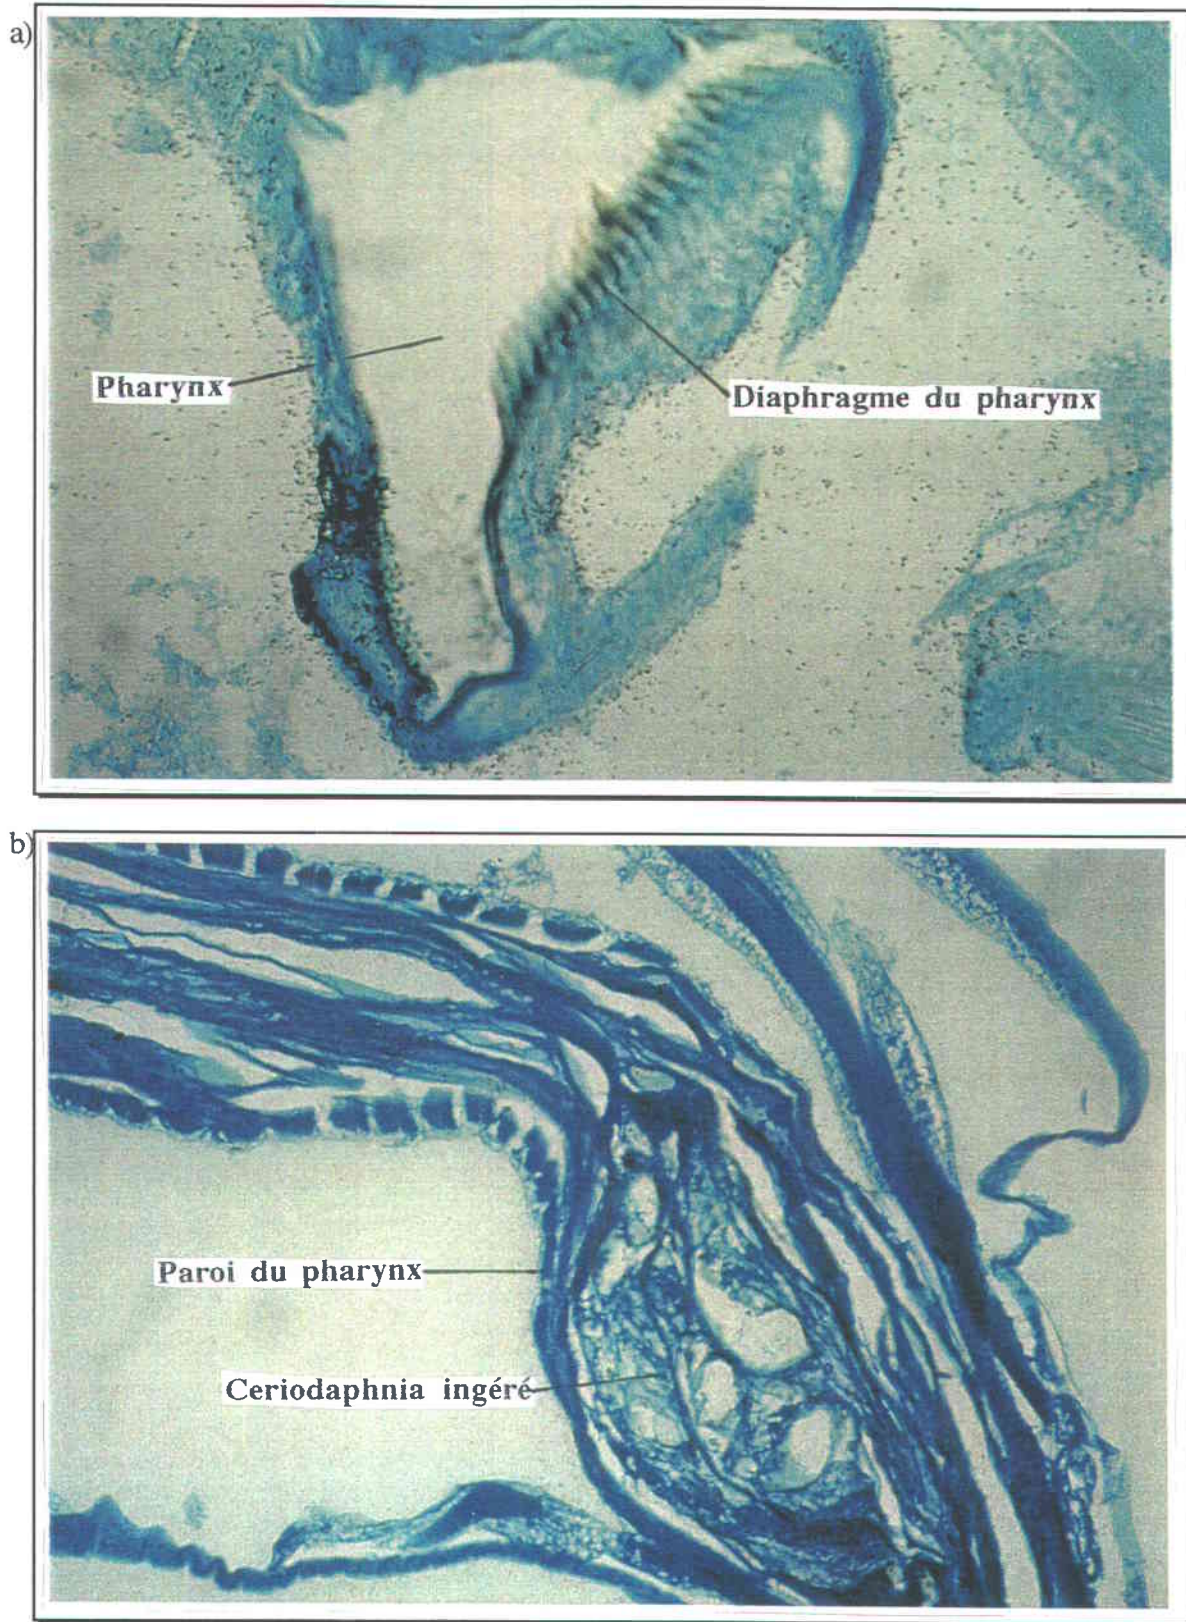 a)
Pharynx
Diaphragme du pharynx
b)
Paroi du pharynx
Ceriodaphnia ingéré